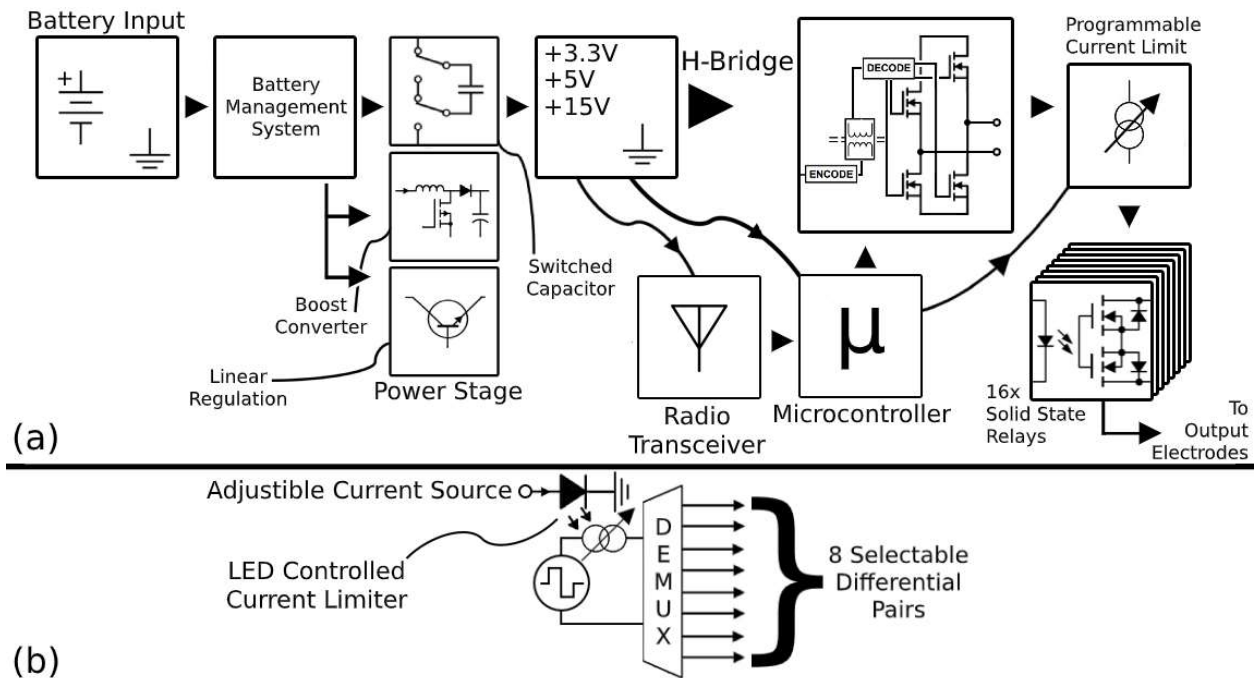 Battery Input
Battery
Management
System
+
+3.3V
+5V
+15V
H-Bridge
DECODE
ENCODE
Programmable
Current Limit
Switched
Capacitor
Boost
Converter
Linear
Regulation
Power Stage
Radio
Transceiver
μ
Microcontroller
16x
Solid State
Relays
To
Output
Electrodes
(a)
Adjustible Current Source
LED Controlled
Current Limiter
D
E
M
U
X
8 Selectable
Differential
Pairs
(b)